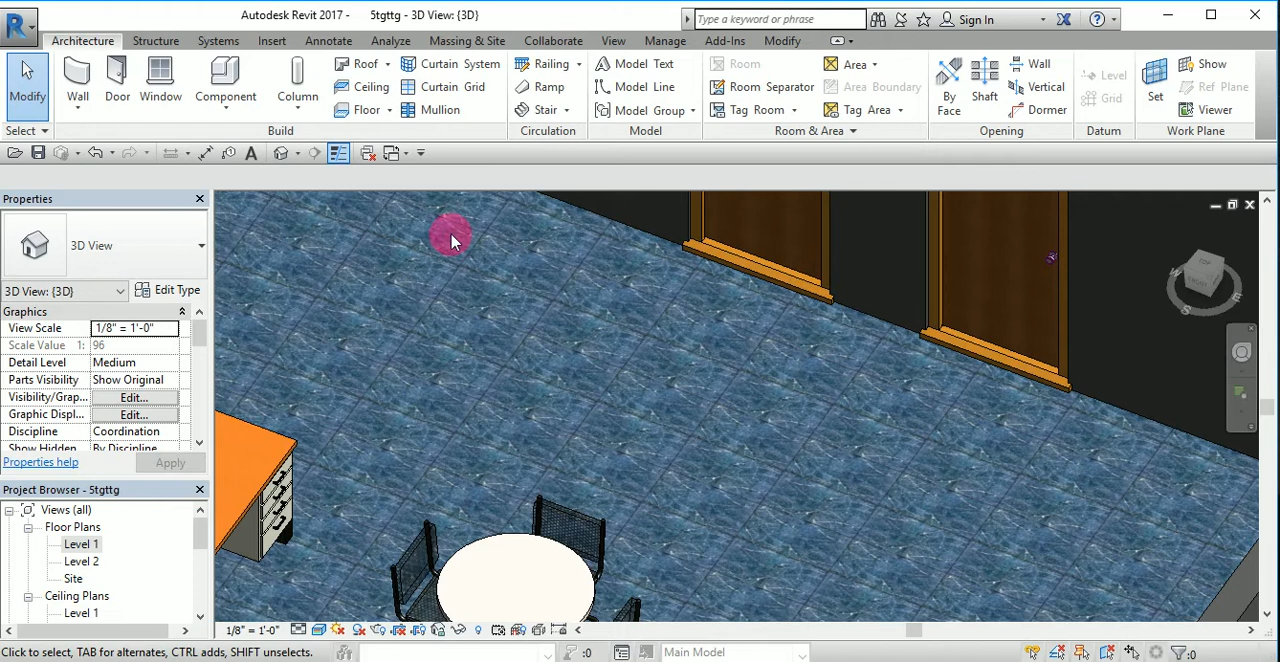 Autodesk Revit 2017 - 5tgttg - 3D View: {3D}
Type a keyword or phrase
Sign In
Architecture Structure Systems Insert Annotate Analyze Massing & Site Collaborate View Manage Add-Ins Modify
Modify
Select
Wall
Door
Window
Component
Column
Roof
Ceiling
Floor
Curtain System
Curtain Grid
Mullion
Build
Railing
Ramp
Stair
Circulation
Model Text
Model Line
Model Group
Model
Room
Room Separator
Tag Room
Area
Area Boundary
Tag Area
Room & Area
By Face
Shaft
Wall
Vertical
Dormer
Opening
Level
Grid
Datum
Set
Show
Ref Plane
Viewer
Work Plane
Properties
3D View
3D View: {3D}
Edit Type
Graphics
View Scale 1/8" = 1'-0"
Scale Value 1: 96
Detail Level Medium
Parts Visibility Show Original
Visibility/Grap... Edit...
Graphic Displ... Edit...
Discipline Coordination
Show Hidden By Discipline
Properties help Apply
Project Browser - 5tgttg
Views (all)
Floor Plans
Level 1
Level 2
Site
Ceiling Plans
Level 1
TOP
FRONT
W
S
E
1/8" = 1'-0"
Click to select, TAB for alternates, CTRL adds, SHIFT unselects.
:0
Main Model
:0